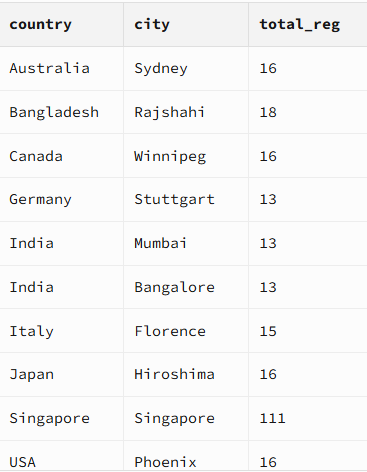 country city total_reg
Australia Sydney 16
Bangladesh Rajshahi 18
Canada Winnipeg 16
Germany Stuttgart 13
India Mumbai 13
India Bangalore 13
Italy Florence 15
Japan Hiroshima 16
Singapore Singapore 111
USA Phoenix 16